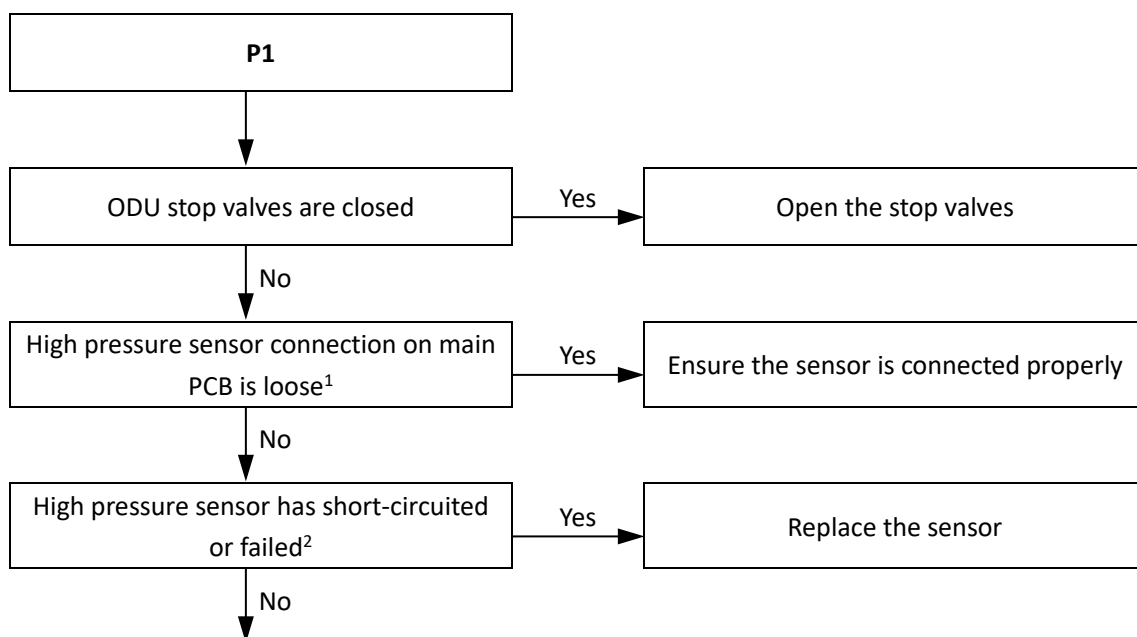 P1
ODU stop valves are closed
Yes
Open the stop valves
No
High pressure sensor connection on main
PCB is loose¹
Yes
Ensure the sensor is connected properly
No
High pressure sensor has short-circuited
or failed²
Yes
Replace the sensor
No